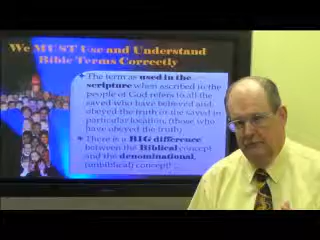 We MUST Use and Understand
Bible Terms Correctly
The term as used in the
scripture when ascribed to the
people of God refers to all the
saved who have believed and
obeyed the truth or the saved in
particular location, (those who
have obeyed the truth)
There is a BIG difference
between the Biblical concept
and the denominational,
(unbiblical) concept!